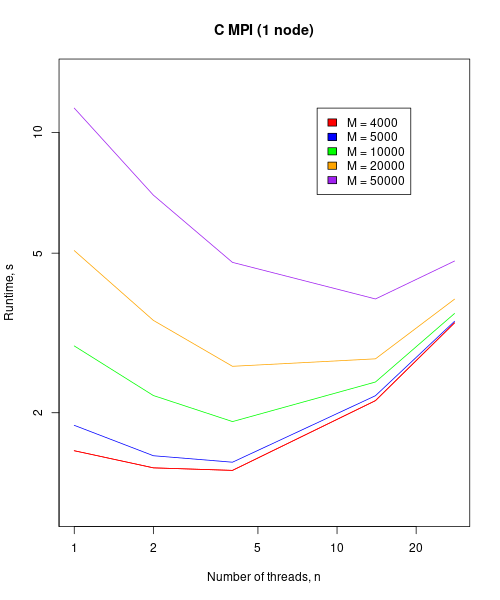 C MPI (1 node)
M = 4000
M = 5000
M = 10000
M = 20000
M = 50000
Runtime, s
10
5
2
1
2
5
10
20
Number of threads, n